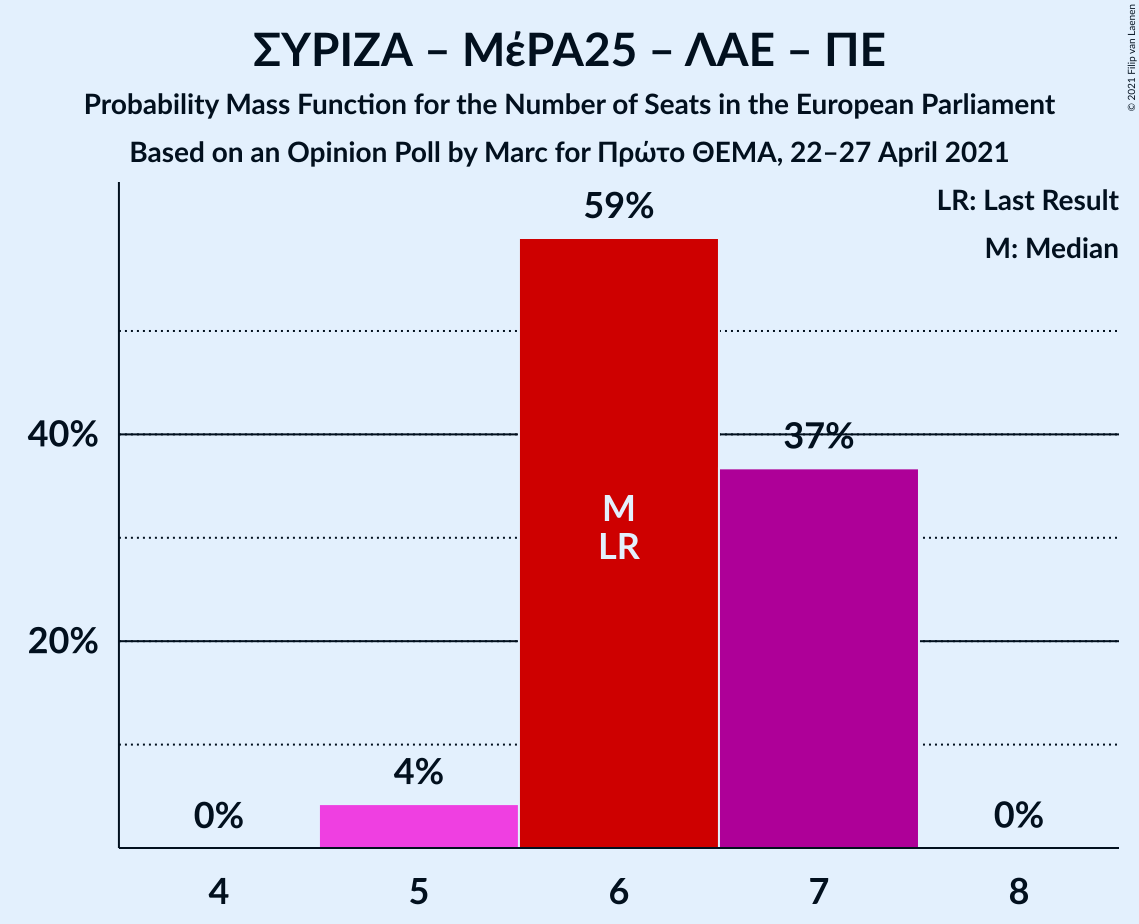 ΣΥΡΙΖΑ – ΜέΡΑ25 – ΛΑΕ – ΠΕ
Probability Mass Function for the Number of Seats in the European Parliament
Based on an Opinion Poll by Marc for Πρώτο ΘΕΜΑ, 22–27 April 2021
© 2021 Filip van Laenen
LR: Last Result
M: Median
59%
40%
37%
M
LR
20%
4%
0%
0%
4
5
6
7
8